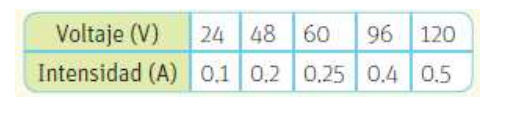 Voltaje (V) 24 48 60 96 120
Intensidad (A) 0,1 0,2 0,25 0,4 0,5